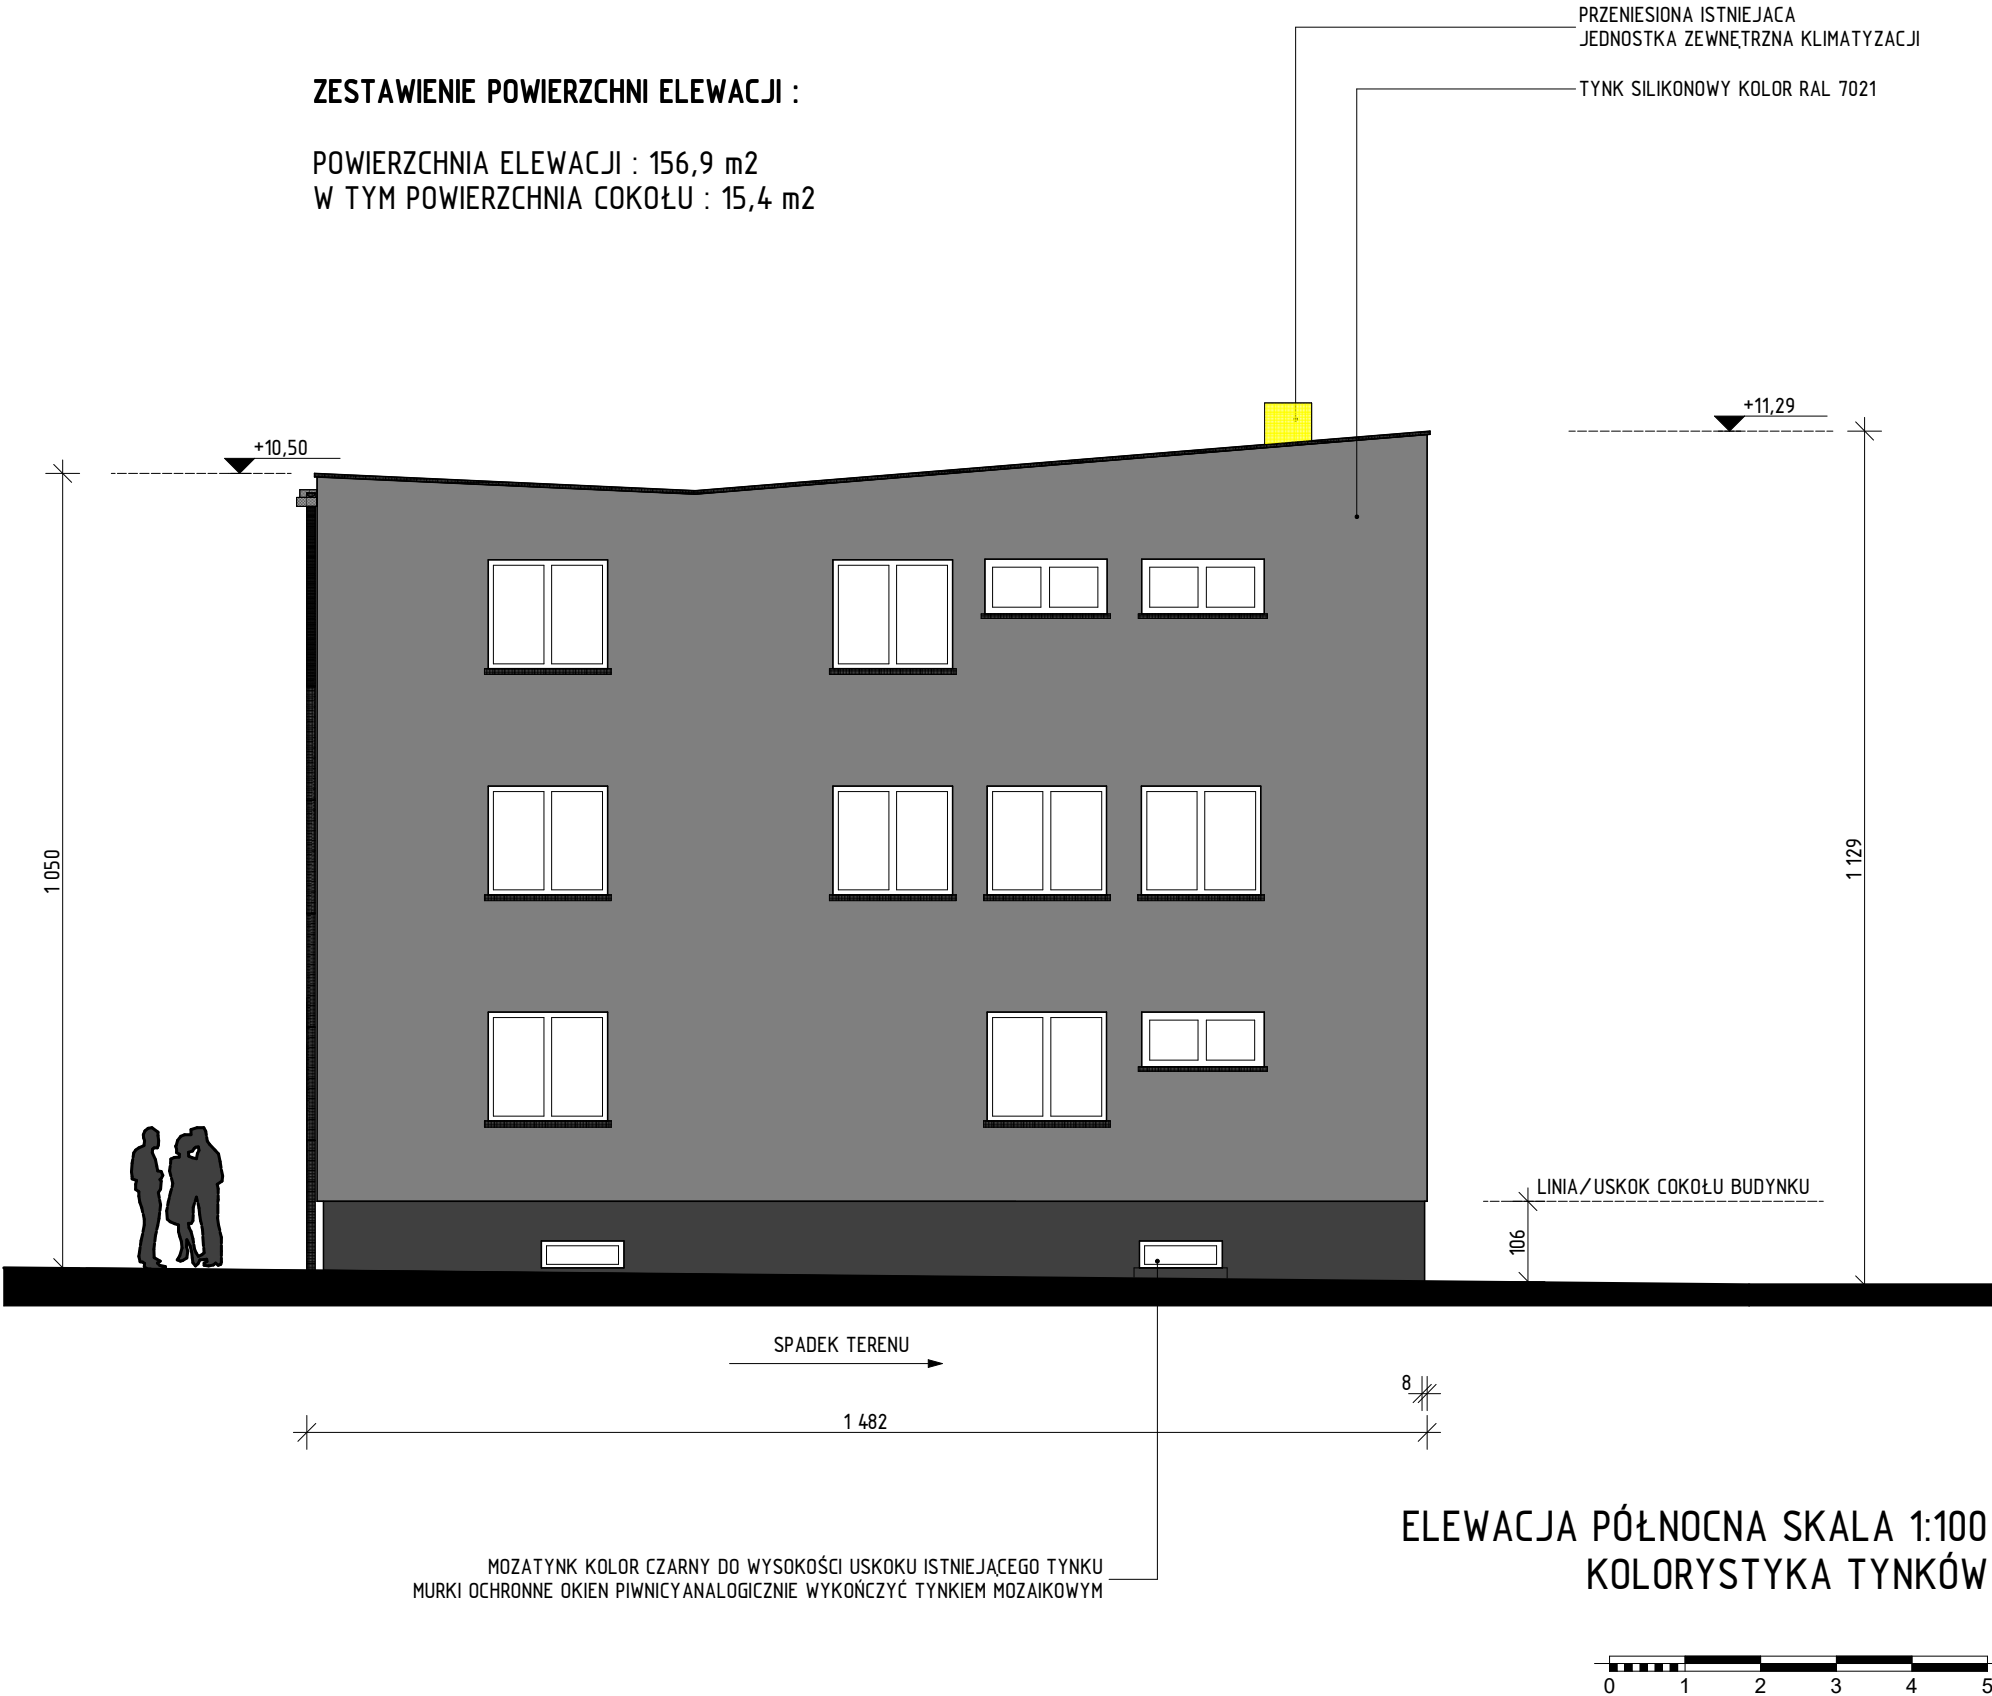 PRZENIESIONA ISTNIEJACA
JEDNOSTKA ZEWNĘTRZNA KLIMATYZACJI
TYNK SILIKONOWY KOLOR RAL 7021
ZESTAWIENIE POWIERZCHNI ELEWACJI :
POWIERZCHNIA ELEWACJI : 156,9 m2
W TYM POWIERZCHNIA COKOŁU : 15,4 m2
+11,29
+10,50
1 050
1 129
LINIA/USKOK COKOŁU BUDYNKU
106
SPADEK TERENU
8
1 482
ELEWACJA PÓŁNOCNA SKALA 1:100
KOLORYSTYKA TYNKÓW
MOZATYNK KOLOR CZARNY DO WYSOKOŚCI USKOKU ISTNIEJĄCEGO TYNKU
MURKI OCHRONNE OKIEN PIWNICYANALOGICZNIE WYKOŃCZYĆ TYNKIEM MOZAIKOWYM
0 1 2 3 4 5